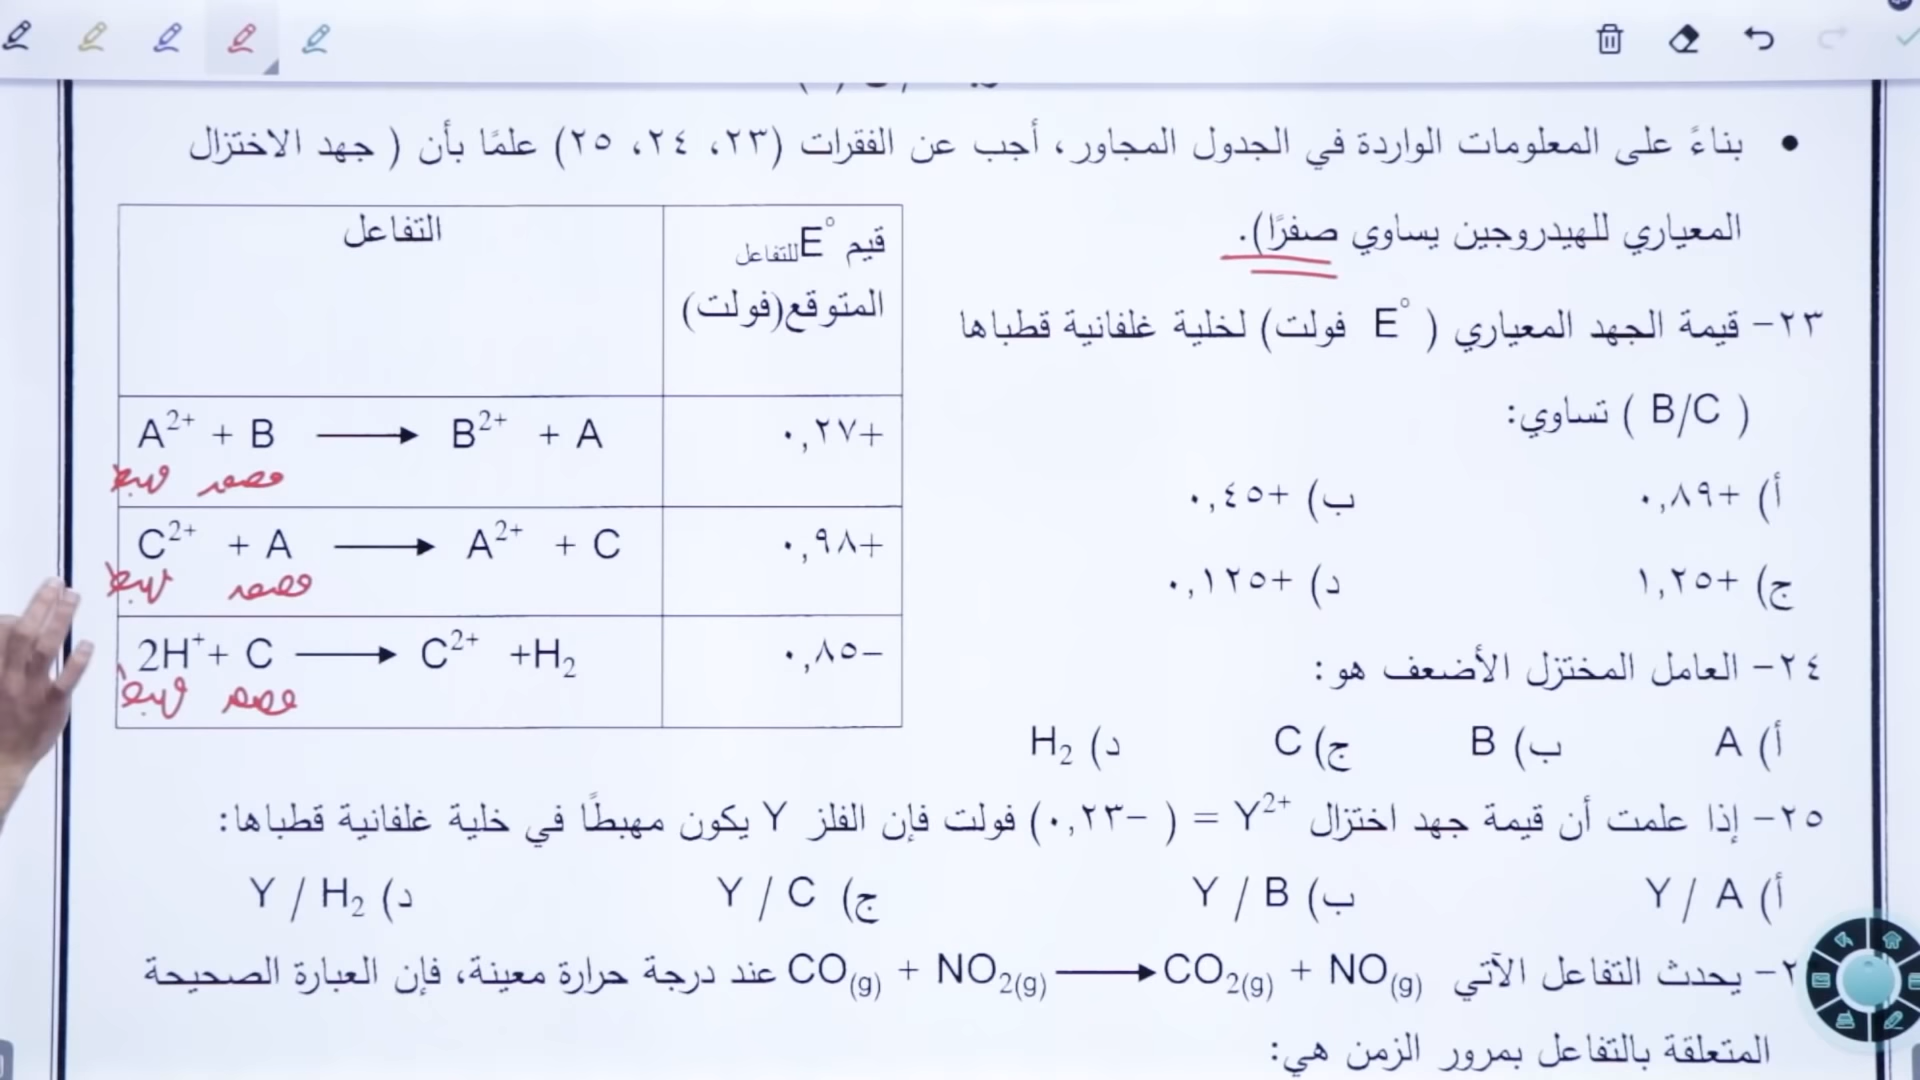 • بناءً على المعلومات الواردة في الجدول المجاور، أجب عن الفقرات (٢٣، ٢٤، ٢٥) علمًا بأن ( جهد الاختزال
المعياري للهيدروجين يساوي صفرًا).
التفاعل
قيم E° للتفاعل
المتوقع(فولت)
A²⁺ + B ⟶ B²⁺ + A
+٠,٢٧
مهبط مصعد
C²⁺ + A ⟶ A²⁺ + C
+٠,٩٨
مهبط مصعد
2H⁺+ C ⟶ C²⁺ +H₂
−٠,٨٥
مهبط مصعد
٢٣- قيمة الجهد المعياري ( E° فولت) لخلية غلفانية قطباها
( B/C ) تساوي:
أ) +٠,٨٩ ب) +٠,٤٥
ج) +١,٢٥ د) +٠,١٢٥
٢٤- العامل المختزل الأضعف هو:
أ) A ب) B ج) C د) H₂
٢٥- إذا علمت أن قيمة جهد اختزال Y²⁺ = ( −٠,٢٣) فولت فإن الفلز Y يكون مهبطًا في خلية غلفانية قطباها:
أ) Y / A ب) Y / B ج) Y / C د) Y / H₂
- يحدث التفاعل الآتي CO(g) + NO₂(g) ⟶ CO₂(g) + NO(g) عند درجة حرارة معينة، فإن العبارة الصحيحة
المتعلقة بالتفاعل بمرور الزمن هي: